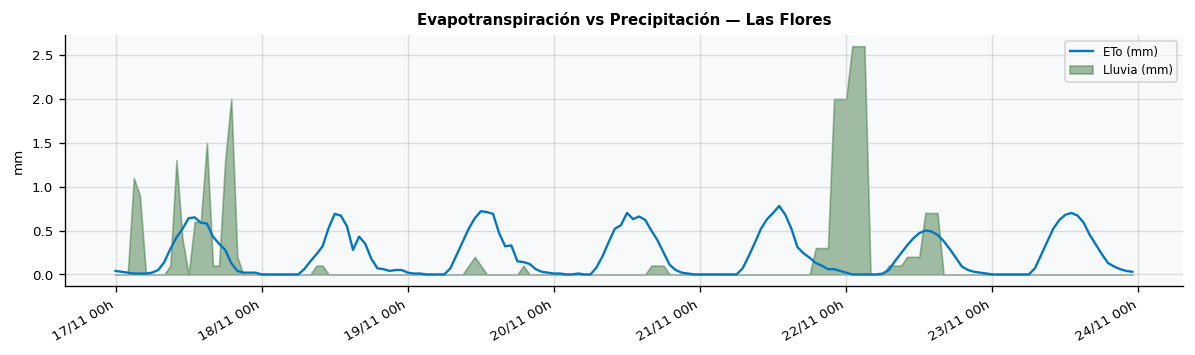 Evapotranspiración vs Precipitación — Las Flores
ETo (mm)
Lluvia (mm)
mm
2.5
2.0
1.5
1.0
0.5
0.0
17/11 00h
18/11 00h
19/11 00h
20/11 00h
21/11 00h
22/11 00h
23/11 00h
24/11 00h